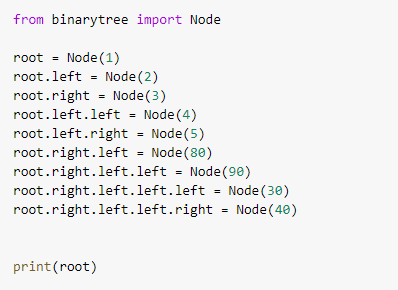 from binarytree import Node
root = Node(1)
root.left = Node(2)
root.right = Node(3)
root.left.left = Node(4)
root.left.right = Node(5)
root.right.left = Node(80)
root.right.left.left = Node(90)
root.right.left.left.left = Node(30)
root.right.left.left.right = Node(40)
print(root)